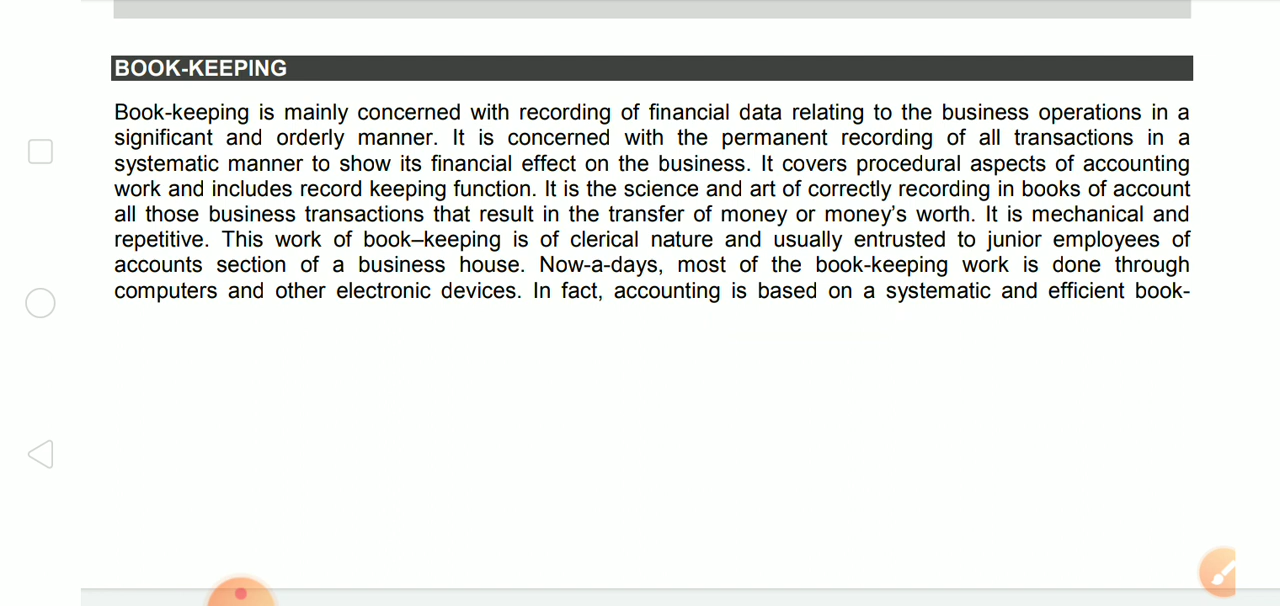 BOOK-KEEPING
Book-keeping is mainly concerned with recording of financial data relating to the business operations in a
significant and orderly manner. It is concerned with the permanent recording of all transactions in a
systematic manner to show its financial effect on the business. It covers procedural aspects of accounting
work and includes record keeping function. It is the science and art of correctly recording in books of account
all those business transactions that result in the transfer of money or money’s worth. It is mechanical and
repetitive. This work of book–keeping is of clerical nature and usually entrusted to junior employees of
accounts section of a business house. Now-a-days, most of the book-keeping work is done through
computers and other electronic devices. In fact, accounting is based on a systematic and efficient book-